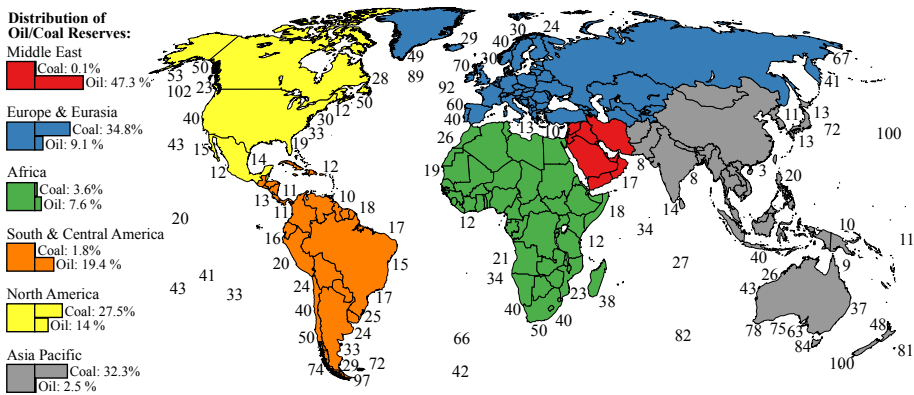 Distribution of
Oil/Coal Reserves:
Middle East
Coal: 0.1%
Oil: 47.3 %
Europe & Eurasia
Coal: 34.8%
Oil: 9.1 %
Africa
Coal: 3.6%
Oil: 7.6 %
South & Central America
Coal: 1.8%
Oil: 19.4 %
North America
Coal: 27.5%
Oil: 14 %
Asia Pacific
Coal: 32.3%
Oil: 2.5 %
29 30 24
40
49 70 30 67
53 50 89 28 41
102 23 92
50
12 60 11 13
40 30 40 72
33 13 10 13 100
26
43 15 19
14 12 19 8 8 3 20
12 17
11 10
13 18 18 14
11 12
20 17 34 10
16 12 11
15 21 40
20 27 9
41 34 26
43 33 24 17 23 38 43
40 25 40 40 37
50 24 50 78 75 63 48
33 66 82 84 81
74 29 72 42 100
97